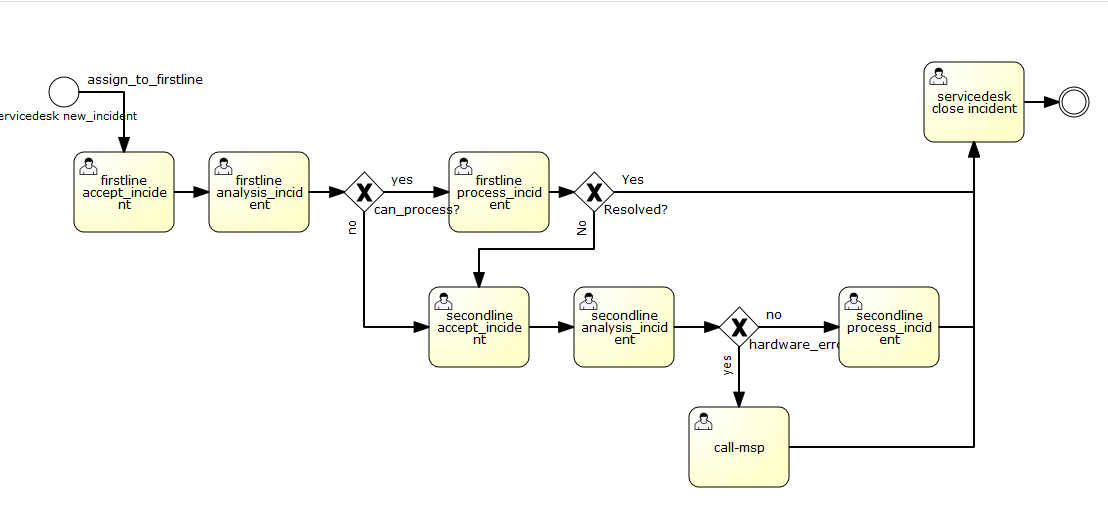 assign_to_firstline
servicedesk
close incident
ervicedesk new_incident
firstline
accept_incide
nt
firstline
analysis_incid
ent
yes
can_process?
no
firstline
process_incid
ent
Yes
Resolved?
No
secondline
accept_incide
nt
secondline
analysis_incid
ent
no
hardware_erro
yes
secondline
process_incid
ent
call-msp